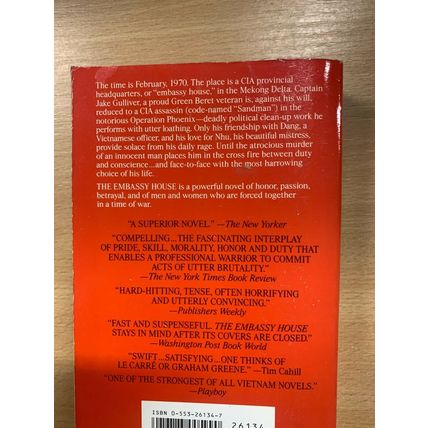 The time is February, 1970. The place is a CIA provincial
headquarters, or "embassy house," in the Mekong Delta. Captain
Jake Gulliver, a proud Green Beret veteran is, against his will,
reduced to a CIA assassin (code-named "Sandman") in the
notorious Operation Phoenix—deadly political clean-up work he
performs with utter loathing. Only his friendship with Dang, a
Vietnamese officer, and his love for Nhu, his beautiful mistress,
provide solace from his daily rage. Until the atrocious murder
of an innocent man places him in the cross fire between duty
and conscience...and face-to-face with the most harrowing
choice of his life.
THE EMBASSY HOUSE is a powerful novel of honor, passion,
betrayal, and of men and women who are forced together
in a time of war.
"A SUPERIOR NOVEL."—The New Yorker
"COMPELLING...THE FASCINATING INTERPLAY
OF PRIDE, SKILL, MORALITY, HONOR AND DUTY THAT
ENABLES A PROFESSIONAL WARRIOR TO COMMIT
ACTS OF UTTER BRUTALITY."
—The New York Times Book Review
"HARD-HITTING, TENSE, OFTEN HORRIFYING
AND UTTERLY CONVINCING."
—Publishers Weekly
"FAST AND SUSPENSEFUL. THE EMBASSY HOUSE
STAYS IN MIND AFTER ITS COVERS ARE CLOSED."
—Washington Post Book World
"SWIFT...SATISFYING...ONE THINKS OF
LE CARRÉ OR GRAHAM GREENE."—Tim Cahill
"ONE OF THE STRONGEST OF ALL VIETNAM NOVELS."
—Playboy
ISBN 0-553-26134-7
26134